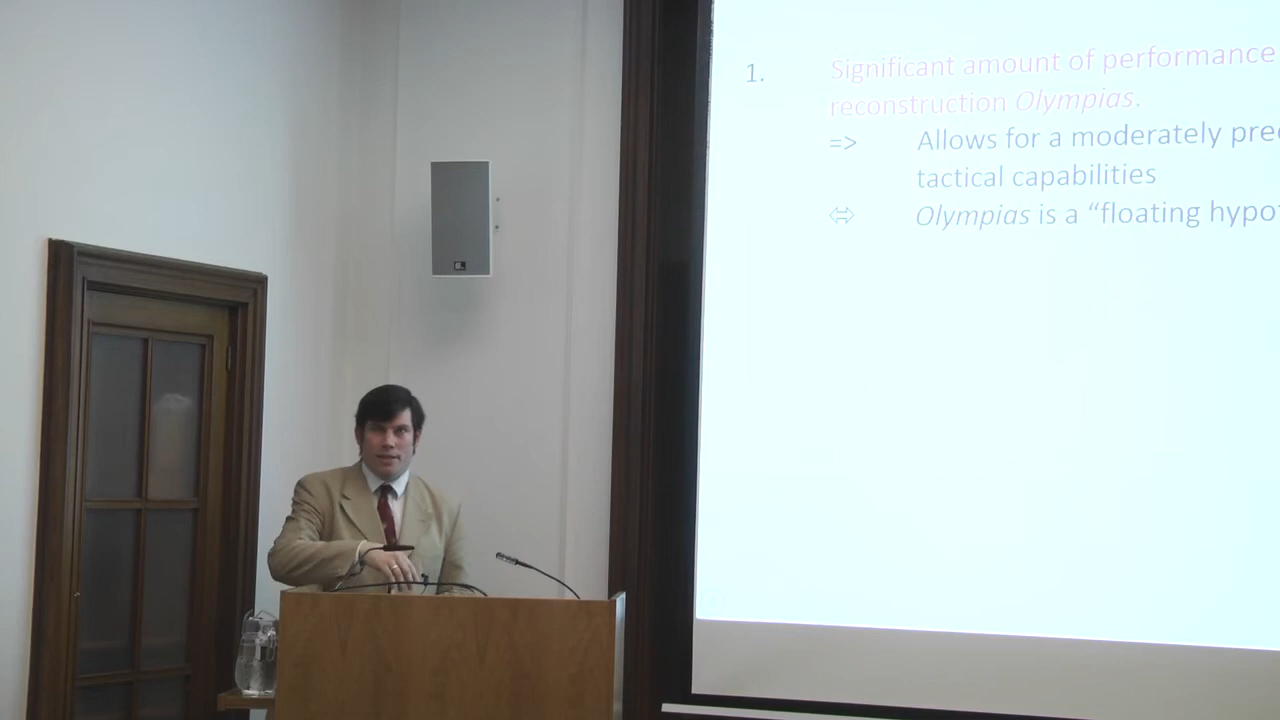 1. Significant amount of performance
reconstruction Olympias.
=> Allows for a moderately
tactical capabilities
⇔ Olympias is a “floating